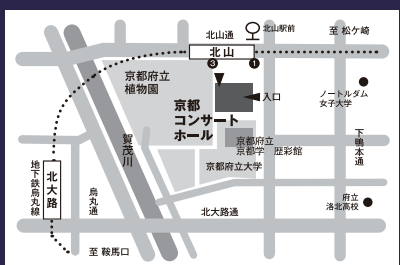 北山通
北山駅前
至 松ヶ崎
北山
3
1
京都府立
植物園
入口
ノートルダム
女子大学
京都
コンサート
ホール
賀茂川
京都府立
京都学 歴彩館
下鴨本通
京都府立大学
地下鉄烏丸線
北大路
烏丸通
北大路通
府立
洛北高校
至 鞍馬口